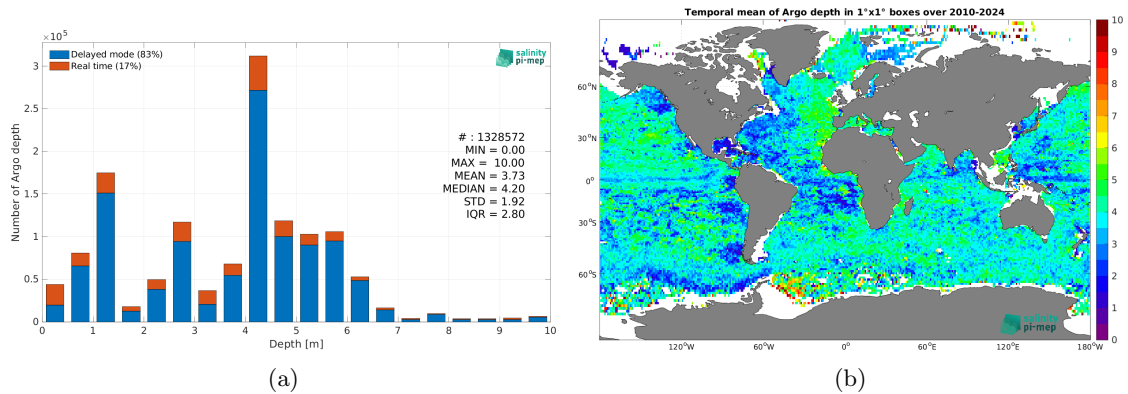 Delayed mode (83%)
Real time (17%)
salinity
pi-mep
3e5
2.5
2e5
1.5
1e5
0.5
0
Number of Argo depth
# : 1328572
MIN = 0.00
MAX = 10.00
MEAN = 3.73
MEDIAN = 4.20
STD = 1.92
IQR = 2.80
0 1 2 3 4 5 6 7 8 9 10
Depth [m]
(a)
Temporal mean of Argo depth in 1°x1° boxes over 2010-2024
60°N
30°N
0°
30°S
60°S
120°W 60°W 0° 60°E 120°E 180°W
salinity
pi-mep
10
9
8
7
6
5
4
3
2
1
0
(b)